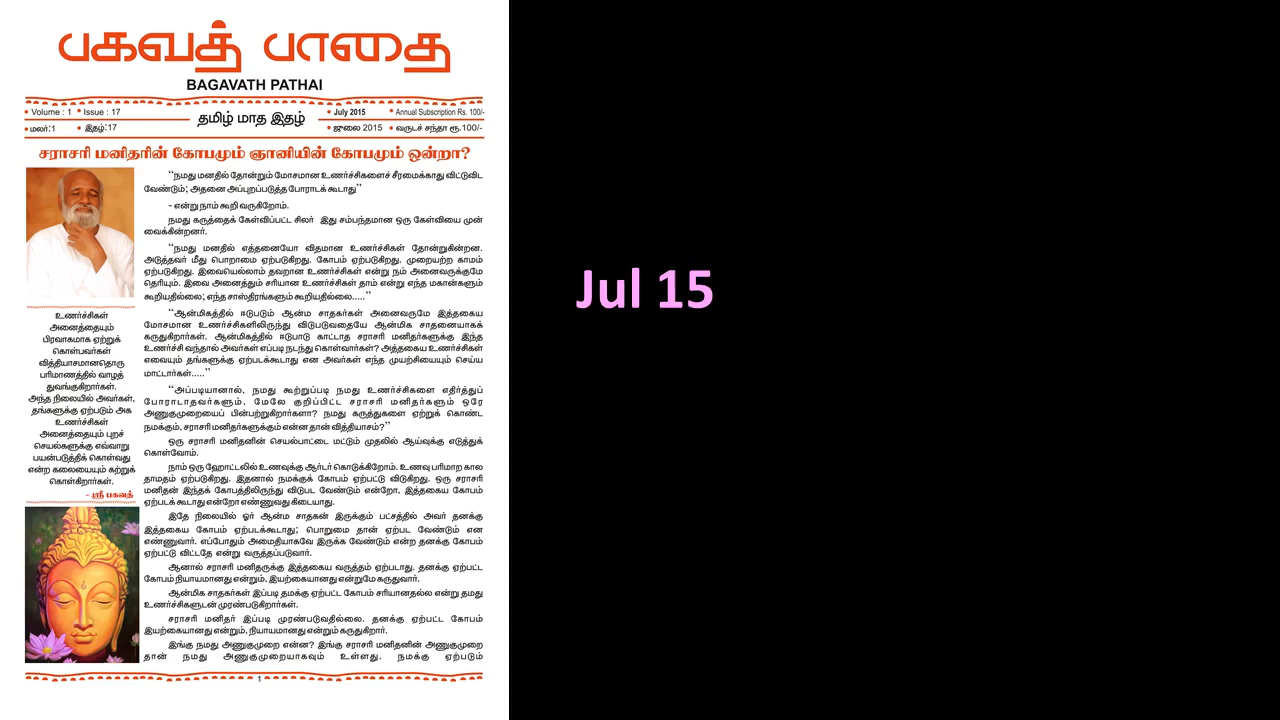 பகவத் பாதை
BAGAVATH PATHAI
• Volume : 1 • Issue : 17
• மலர்:1 • இதழ்:17
தமிழ் மாத இதழ்
• July 2015 • Annual Subscription Rs. 100/-
• ஜுலை 2015 • வருடச் சந்தா ரூ.100/-
சராசரி மனிதரின் கோபமும் ஞானியின் கோபமும் ஒன்றா?
உணர்ச்சிகள்
அனைத்தையும்
பிரவாகமாக ஏற்றுக்
கொள்பவர்கள்
வித்தியாசமானதொரு
பரிமாணத்தில் வாழத்
துவங்குகிறார்கள்.
அந்த நிலையில் அவர்கள்,
தங்களுக்கு ஏற்படும் அக
உணர்ச்சிகள்
அனைத்தையும் புறச்
செயல்களுக்கு எவ்வாறு
பயன்படுத்திக் கொள்வது
என்ற கலையையும் கற்றுக்
கொள்கிறார்கள்.
- ஸ்ரீ பகவத்
“நமது மனதில் தோன்றும் மோசமான உணர்ச்சிகளைச் சீரமைக்காது விட்டுவிட
வேண்டும்; அதனை அப்புறப்படுத்த போராடக் கூடாது”
- என்று நாம் கூறி வருகிறோம்.
நமது கருத்தைக் கேள்விப்பட்ட சிலர் இது சம்பந்தமான ஒரு கேள்வியை முன்
வைக்கின்றனர்.
“நமது மனதில் எத்தனையோ விதமான உணர்ச்சிகள் தோன்றுகின்றன.
அடுத்தவர் மீது பொறாமை ஏற்படுகிறது. கோபம் ஏற்படுகிறது. முறையற்ற காமம்
ஏற்படுகிறது. இவையெல்லாம் தவறான உணர்ச்சிகள் என்று நம் அனைவருக்குமே
தெரியும். இவை அனைத்தும் சரியான உணர்ச்சிகள் தாம் என்று எந்த மகான்களும்
கூறியதில்லை; எந்த சாஸ்திரங்களும் கூறியதில்லை.....”
“ஆன்மிகத்தில் ஈடுபடும் ஆன்ம சாதகர்கள் அனைவருமே இத்தகைய
மோசமான உணர்ச்சிகளிலிருந்து விடுபடுவதையே ஆன்மிக சாதனையாகக்
கருதுகிறார்கள். ஆன்மிகத்தில் ஈடுபாடு காட்டாத சராசரி மனிதர்களுக்கு இந்த
உணர்ச்சி வந்தால் அவர்கள் எப்படி நடந்து கொள்வார்கள்? அத்தகைய உணர்ச்சிகள்
எவையும் தங்களுக்கு ஏற்படக்கூடாது என அவர்கள் எந்த முயற்சியையும் செய்ய
மாட்டார்கள்.....”
“அப்படியானால், நமது கூற்றுப்படி நமது உணர்ச்சிகளை எதிர்த்துப்
போராடாதவர்களும், மேலே குறிப்பிட்ட சராசரி மனிதர்களும் ஒரே
அணுகுமுறையைப் பின்பற்றுகிறார்களா? நமது கருத்துகளை ஏற்றுக் கொண்ட
நமக்கும், சராசரி மனிதர்களுக்கும் என்ன தான் வித்தியாசம்?”
ஒரு சராசரி மனிதனின் செயல்பாட்டை மட்டும் முதலில் ஆய்வுக்கு எடுத்துக்
கொள்வோம்.
நாம் ஒரு ஹோட்டலில் உணவுக்கு ஆர்டர் கொடுக்கிறோம். உணவு பரிமாற கால
தாமதம் ஏற்படுகிறது. இதனால் நமக்குக் கோபம் ஏற்பட்டு விடுகிறது. ஒரு சராசரி
மனிதன் இந்தக் கோபத்திலிருந்து விடுபட வேண்டும் என்றோ, இத்தகைய கோபம்
ஏற்படக் கூடாது என்றோ எண்ணுவது கிடையாது.
இதே நிலையில் ஓர் ஆன்ம சாதகன் இருக்கும் பட்சத்தில் அவர் தனக்கு
இத்தகைய கோபம் ஏற்படக்கூடாது; பொறுமை தான் ஏற்பட வேண்டும் என
எண்ணுவார். எப்போதும் அமைதியாகவே இருக்க வேண்டும் என்ற தனக்கு கோபம்
ஏற்பட்டு விட்டதே என்று வருத்தப்படுவார்.
ஆனால் சராசரி மனிதருக்கு இத்தகைய வருத்தம் ஏற்படாது. தனக்கு ஏற்பட்ட
கோபம் நியாயமானது என்றும், இயற்கையானது என்றுமே கருதுவார்.
ஆன்மிக சாதகர்கள் இப்படி தமக்கு ஏற்பட்ட கோபம் சரியானதல்ல என்று தமது
உணர்ச்சிகளுடன் முரண்படுகிறார்கள்.
சராசரி மனிதர் இப்படி முரண்படுவதில்லை. தனக்கு ஏற்பட்ட கோபம்
இயற்கையானது என்றும், நியாயமானது என்றும் கருதுகிறார்.
இங்கு நமது அணுகுமுறை என்ன? இங்கு சராசரி மனிதனின் அணுகுமுறை
தான் நமது அணுகுமுறையாகவும் உள்ளது. நமக்கு ஏற்படும்
1
Jul 15